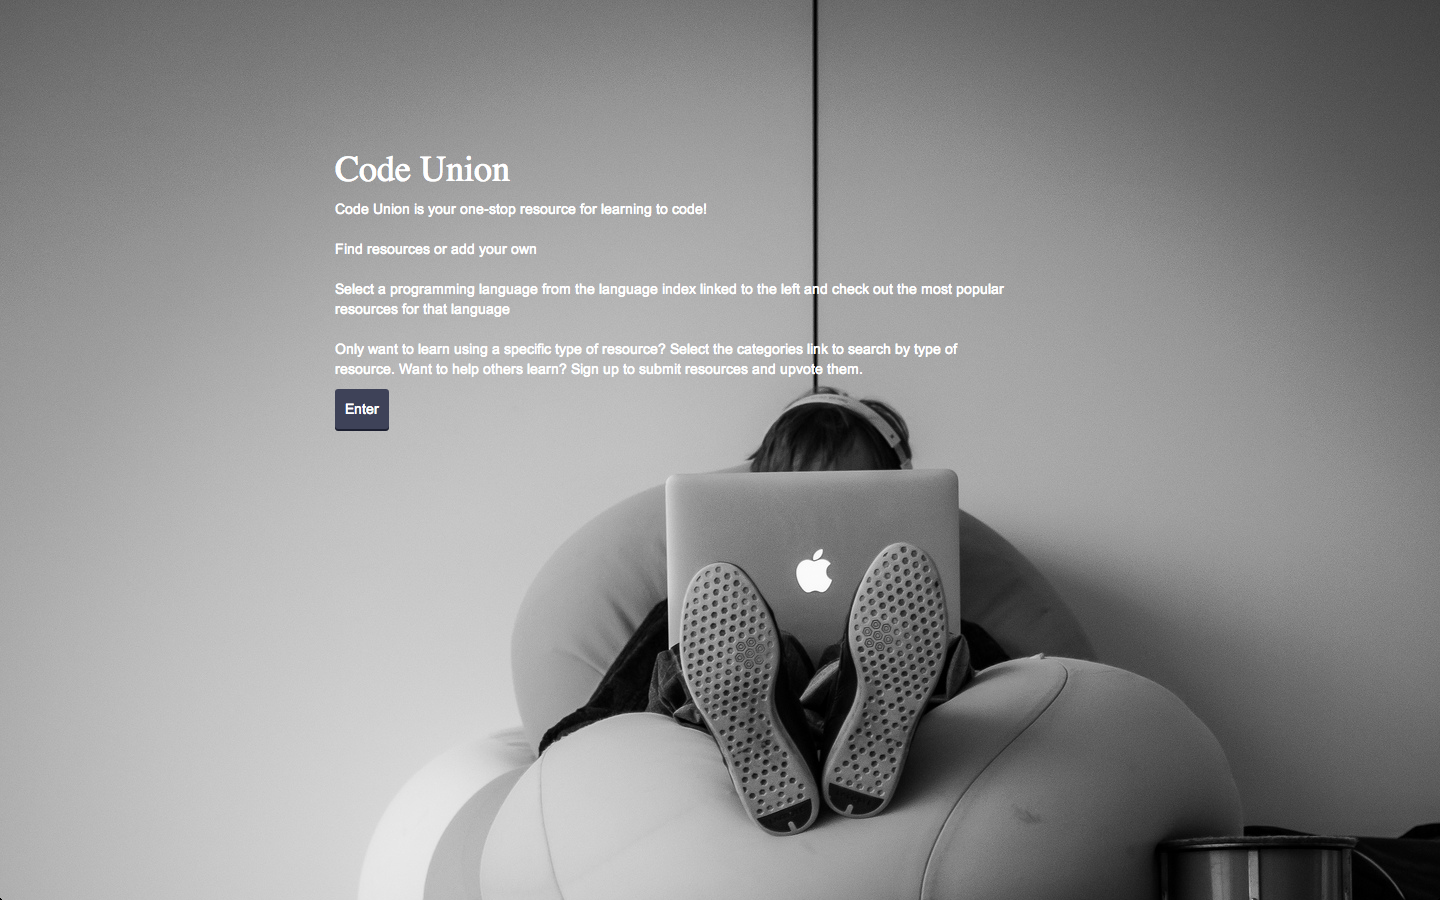 Code Union
Code Union is your one-stop resource for learning to code!
Find resources or add your own
Select a programming language from the language index linked to the left and check out the most popular
resources for that language
Only want to learn using a specific type of resource? Select the categories link to search by type of
resource. Want to help others learn? Sign up to submit resources and upvote them.
Enter